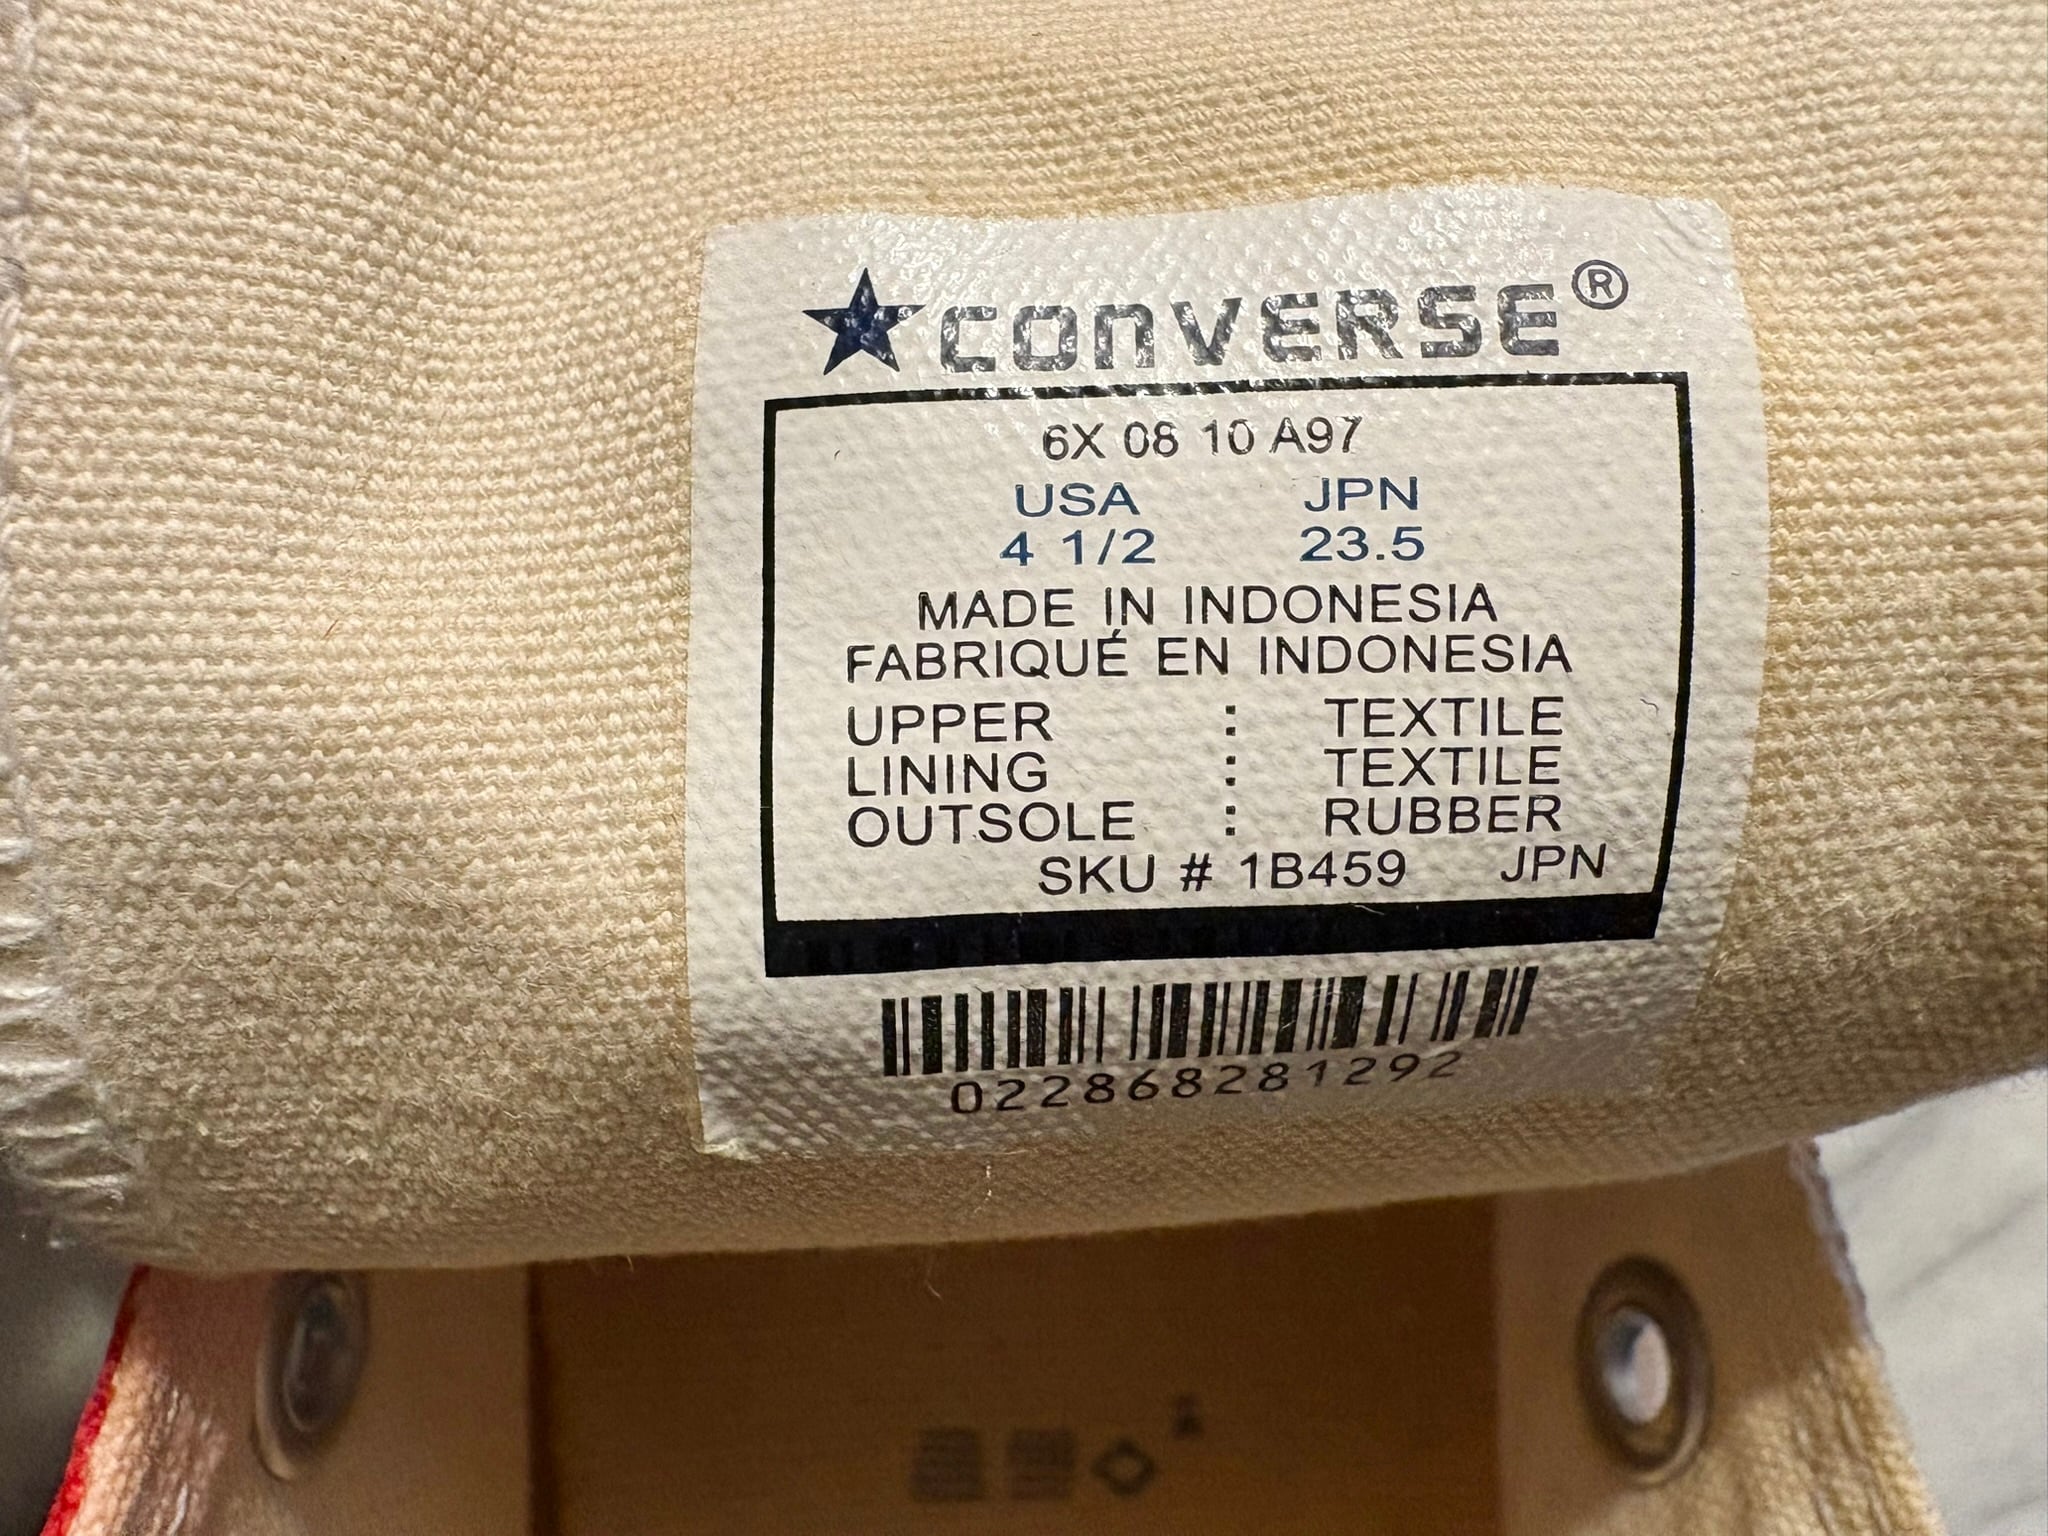 CONVERSE®
6X 08 10 A97
USA JPN
4 1/2 23.5
MADE IN INDONESIA
FABRIQUÉ EN INDONESIA
UPPER : TEXTILE
LINING : TEXTILE
OUTSOLE : RUBBER
SKU # 1B459 JPN
022868281292